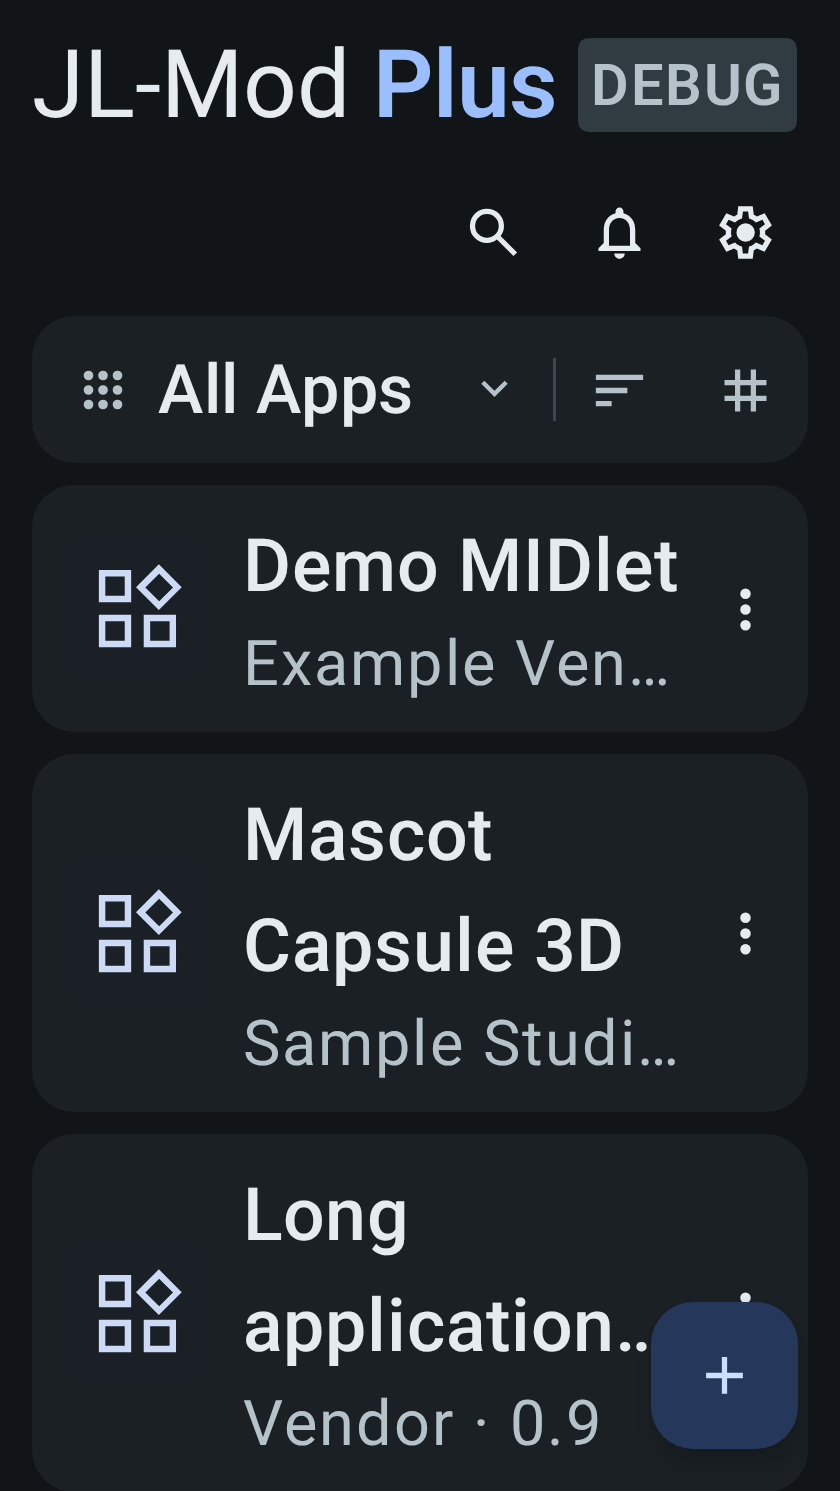 JL-Mod Plus DEBUG
All Apps
Demo MIDlet
Example Ven…
Mascot
Capsule 3D
Sample Studi…
Long
application…
Vendor · 0.9